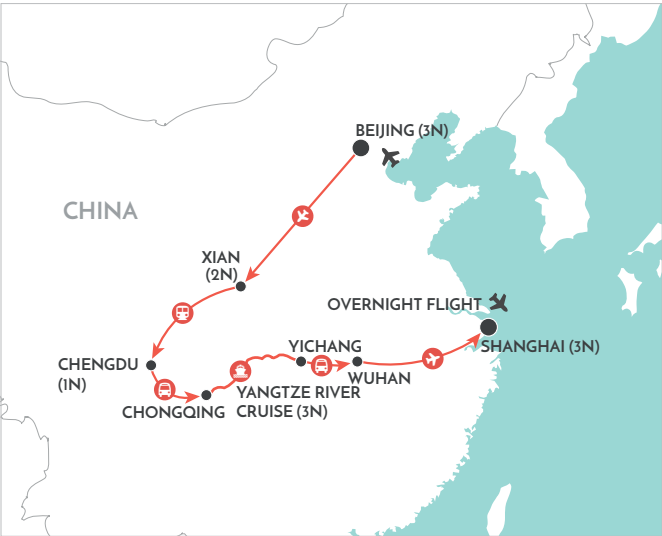 BEIJING (3N)
CHINA
XIAN
(2N)
OVERNIGHT FLIGHT
SHANGHAI (3N)
YICHANG
CHENGDU
(1N)
WUHAN
YANGTZE RIVER
CRUISE (3N)
CHONGQING